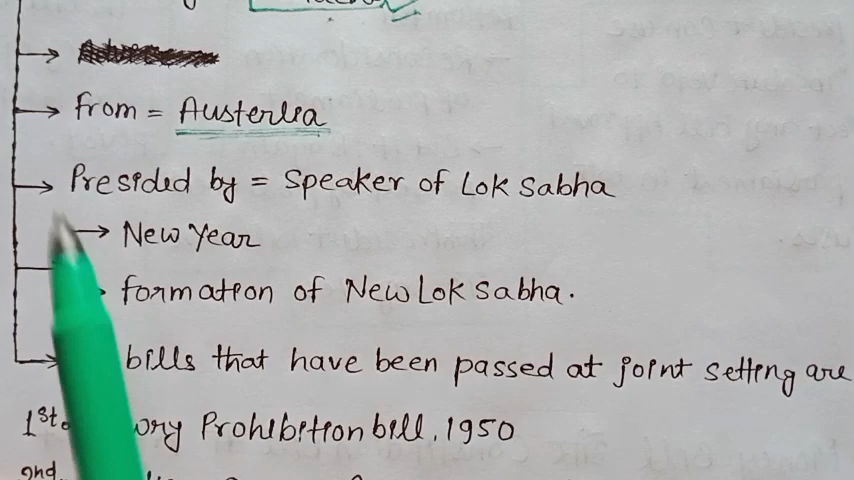 → From = Austerlia
→ Presided by = Speaker of Lok Sabha
→ New Year
formation of New Lok Sabha.
bills that have been passed at joint setting are
1st. ory Prohibition bill, 1950
2nd